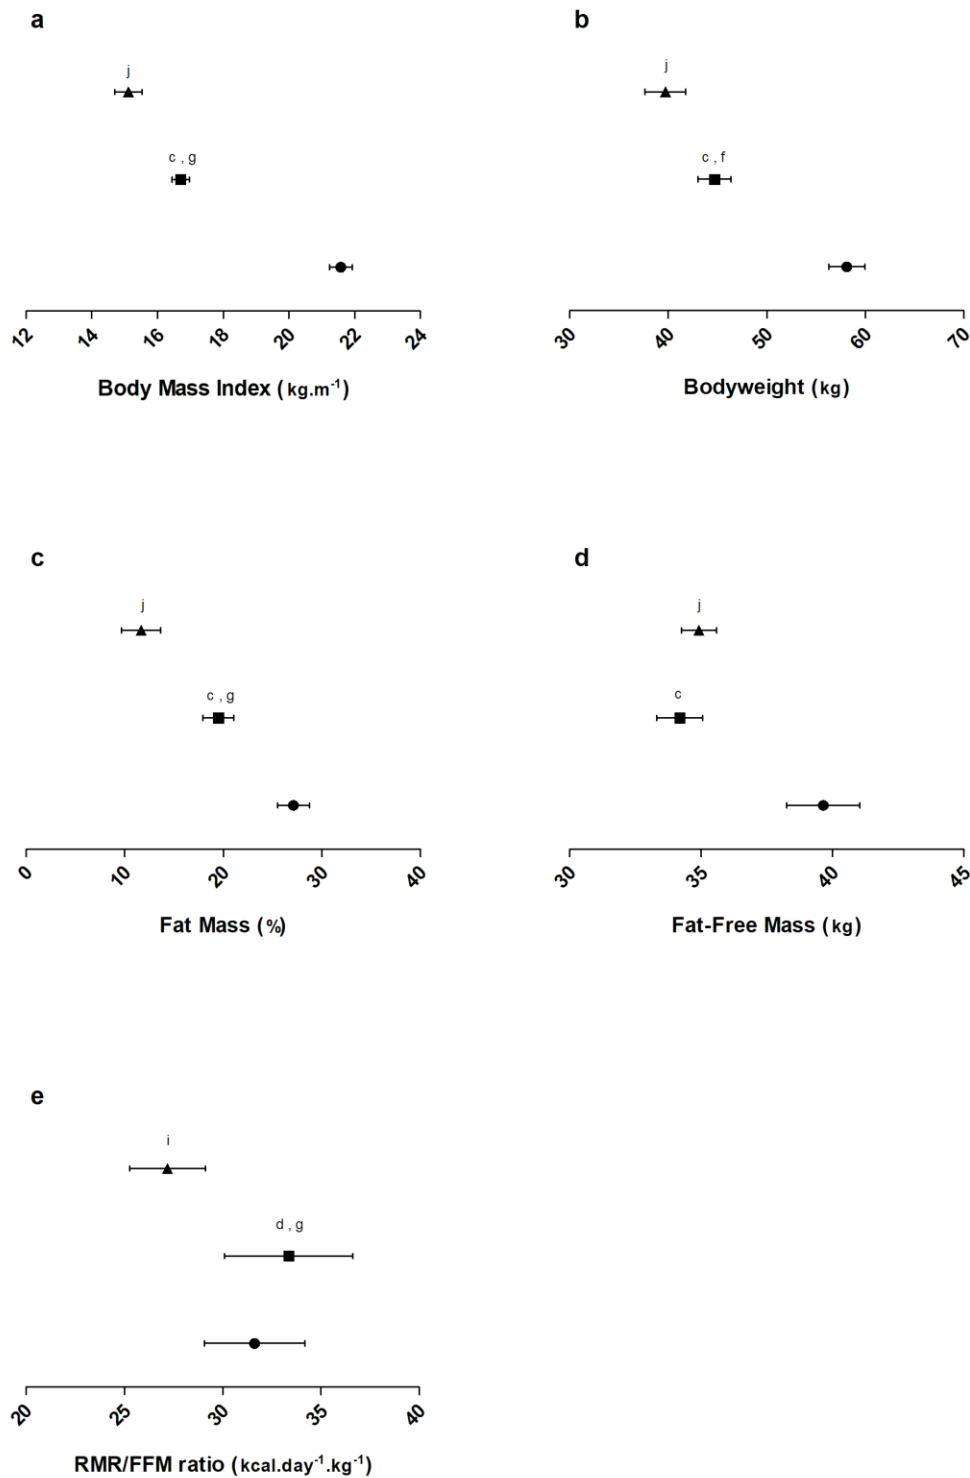 a
j
c , g
12 14 16 18 20 22 24
Body Mass Index (kg.m-1)
b
j
c , f
30 40 50 60 70
Bodyweight (kg)
c
j
c , g
0 10 20 30 40
Fat Mass (%)
d
j
c
30 35 40 45
Fat-Free Mass (kg)
e
i
d , g
20 25 30 35 40
RMR/FFM ratio (kcal.day-1.kg-1)